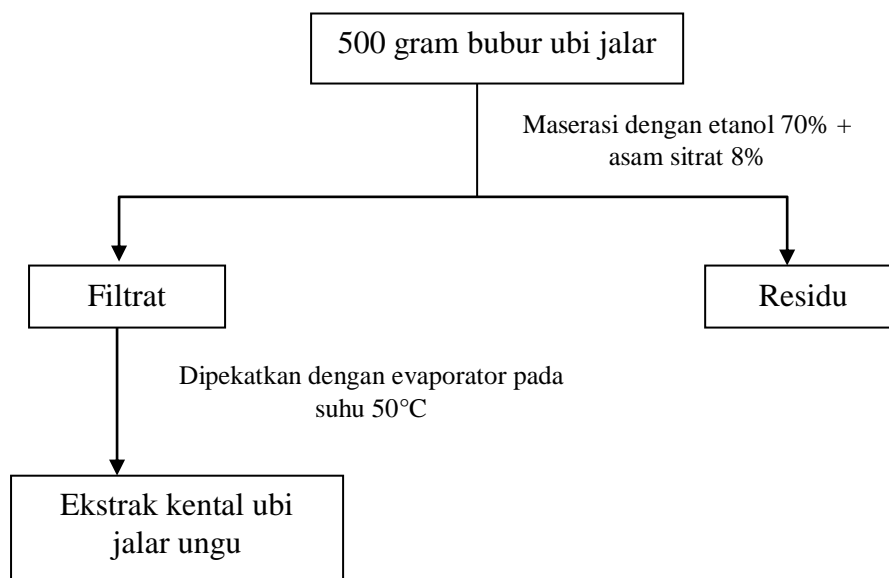 500 gram bubur ubi jalar
Maserasi dengan etanol 70% +
asam sitrat 8%
Filtrat
Residu
Dipekatkan dengan evaporator pada
suhu 50°C
Ekstrak kental ubi
jalar ungu